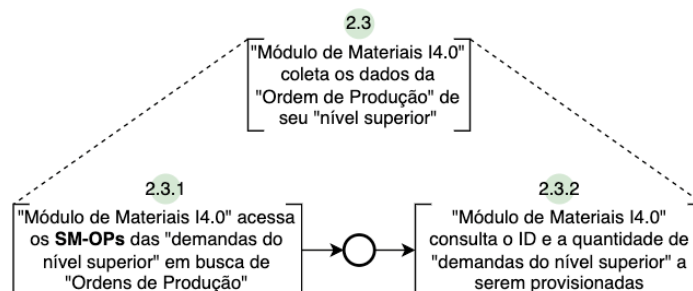 2.3
"Módulo de Materiais I4.0"
coleta os dados da
"Ordem de Produção" de
seu "nível superior"
2.3.1
"Módulo de Materiais I4.0" acessa
os SM-OPs das "demandas do
nível superior" em busca de
"Ordens de Produção"
2.3.2
"Módulo de Materiais I4.0"
consulta o ID e a quantidade de
"demandas do nível superior" a
serem provisionadas